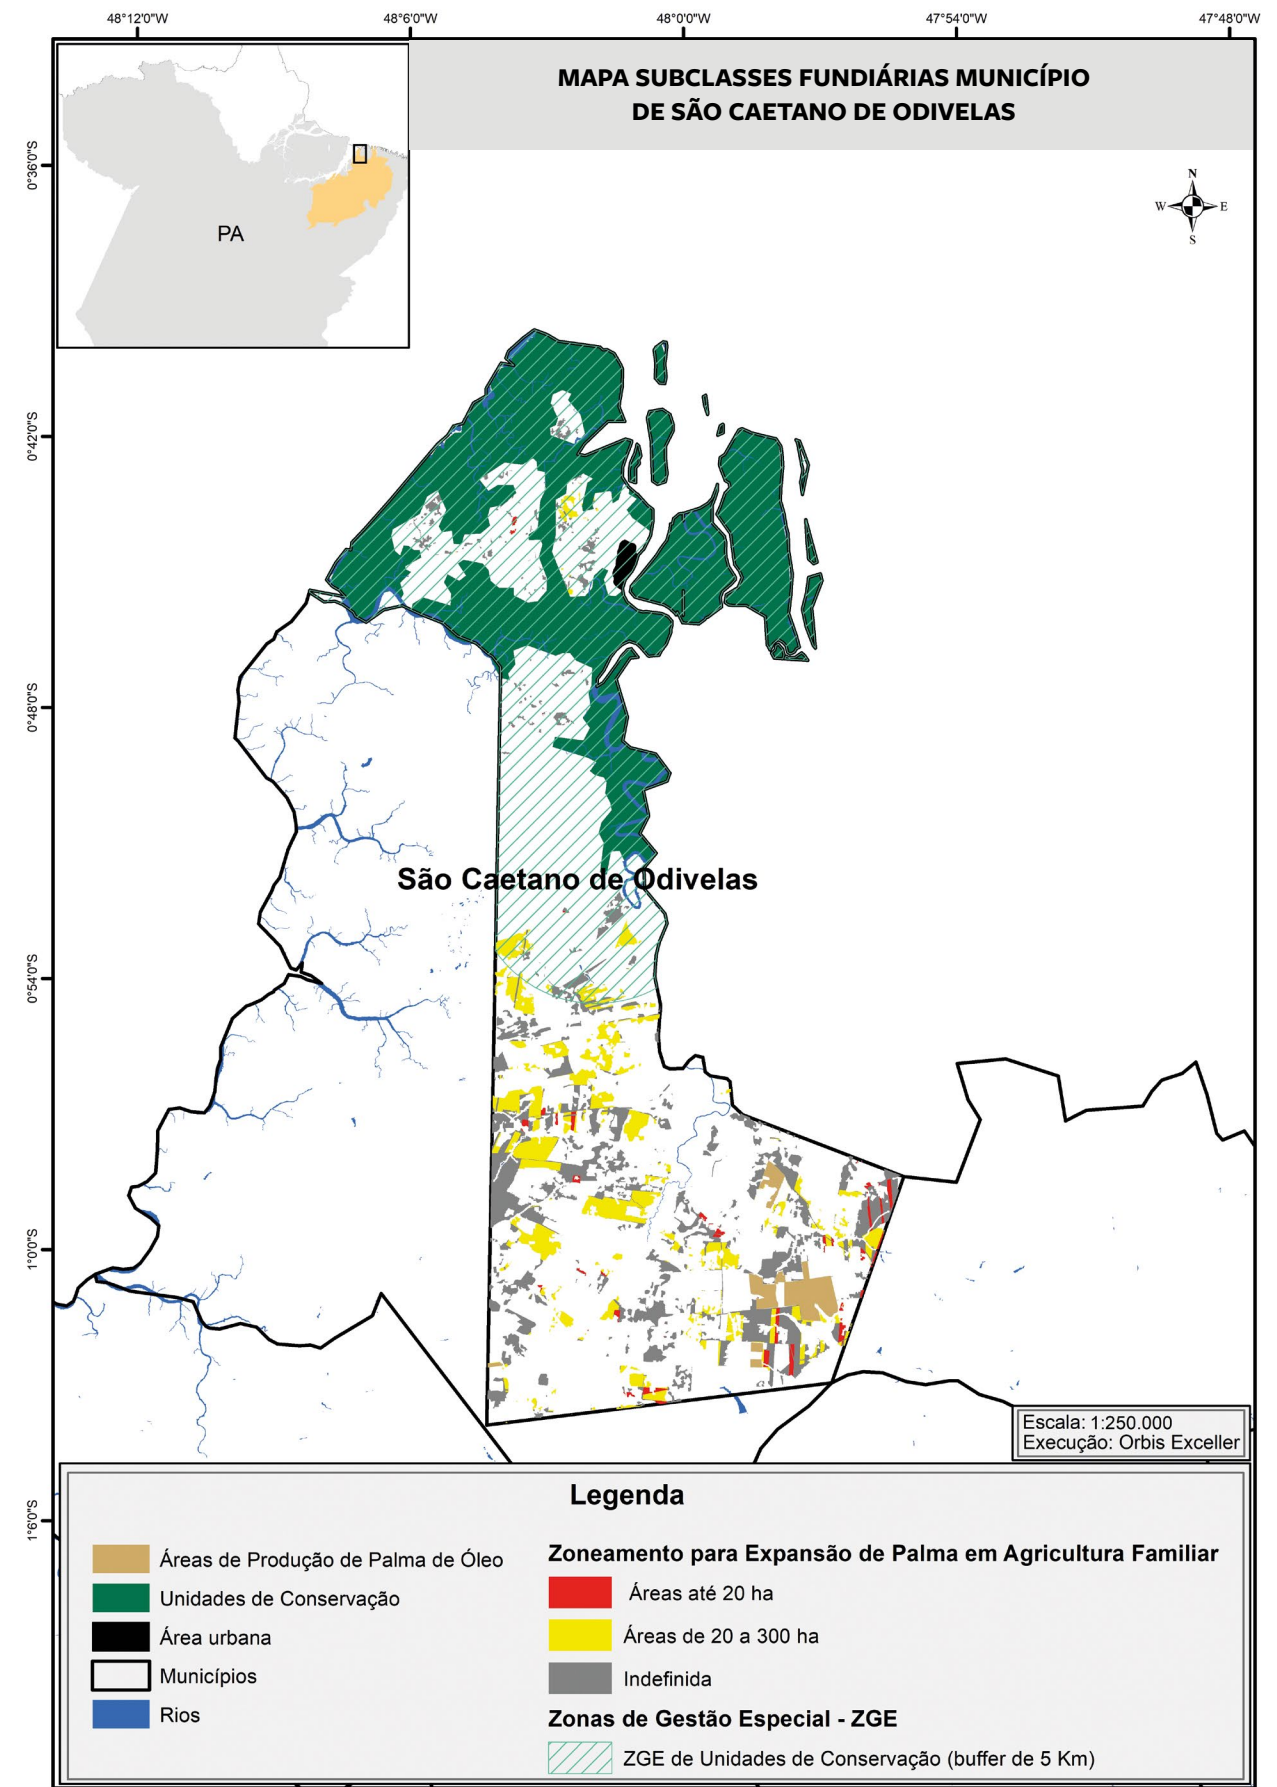 48°12'0"W
48°6'0"W
48°0'0"W
47°54'0"W
47°48'0"W
MAPA SUBCLASSES FUNDIÁRIAS MUNICÍPIO
DE SÃO CAETANO DE ODIVELAS
PA
N
W
E
S
0°36'0"S
0°42'0"S
0°48'0"S
São Caetano de Odivelas
0°54'0"S
1°0'0"S
1°6'0"S
Escala: 1:250.000
Execução: Orbis Exceller
Legenda
Áreas de Produção de Palma de Óleo
Unidades de Conservação
Área urbana
Municípios
Rios
Zoneamento para Expansão de Palma em Agricultura Familiar
Áreas até 20 ha
Áreas de 20 a 300 ha
Indefinida
Zonas de Gestão Especial - ZGE
ZGE de Unidades de Conservação (buffer de 5 Km)